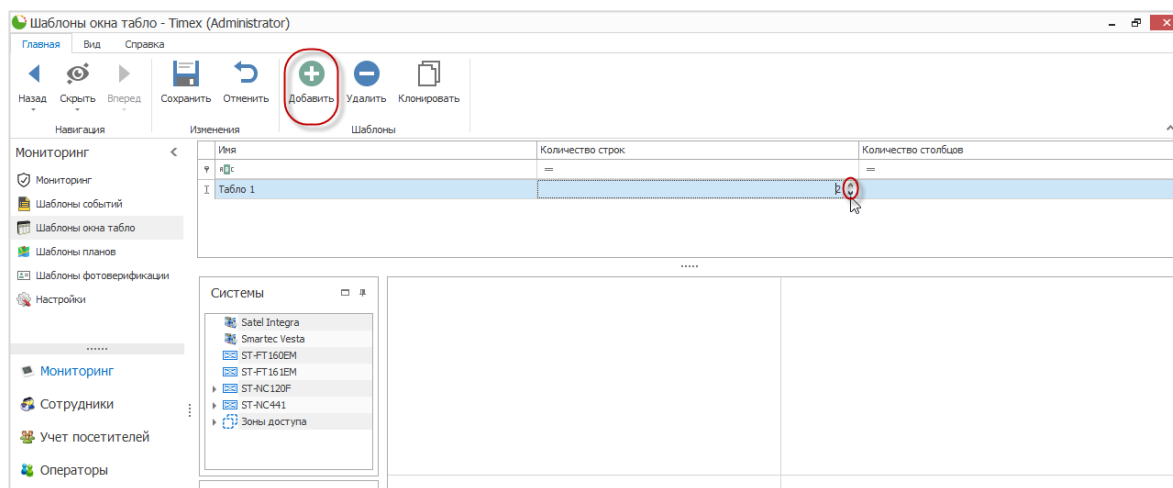 Шаблоны окна табло - Timex (Administrator)
Главная Вид Справка
Назад Скрыть Вперед Сохранить Отменить Добавить Удалить Клонировать
Навигация Изменения Шаблоны
Мониторинг
Мониторинг
Шаблоны событий
Шаблоны окна табло
Шаблоны планов
Шаблоны фотоверификации
Настройки
Мониторинг
Сотрудники
Учет посетителей
Операторы
Имя Количество строк Количество столбцов
= =
Табло 1 2
Системы
Satel Integra
Smartec Vesta
ST-FT160EM
ST-FT161EM
ST-NC120F
ST-NC441
Зоны доступа